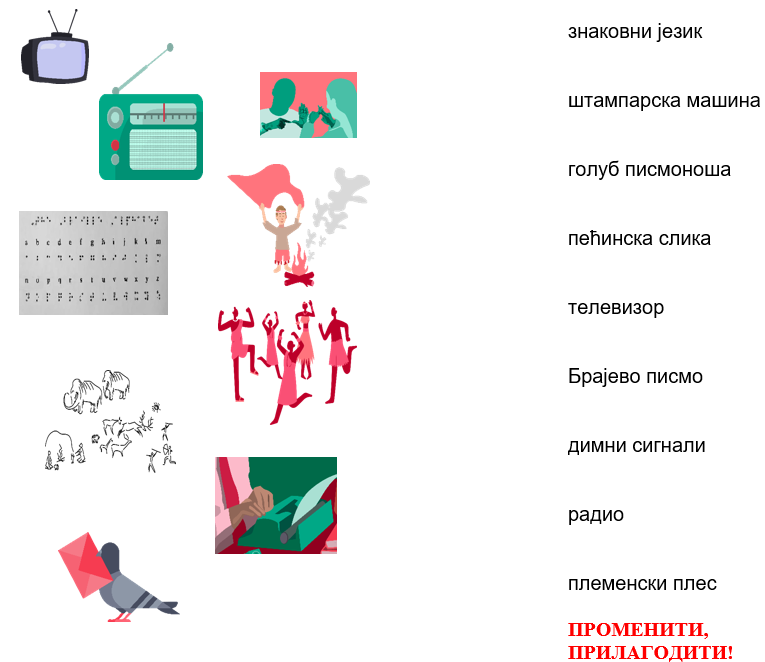 знаковни језик
штампарска машина
голуб писмоноша
пећинска слика
телевизор
Брајево писмо
димни сигнали
радио
племенски плес
ПРОМЕНИТИ,
ПРИЛАГОДИТИ!
a b c d e f g h i j k l m
n o p q r s t u v w x y z